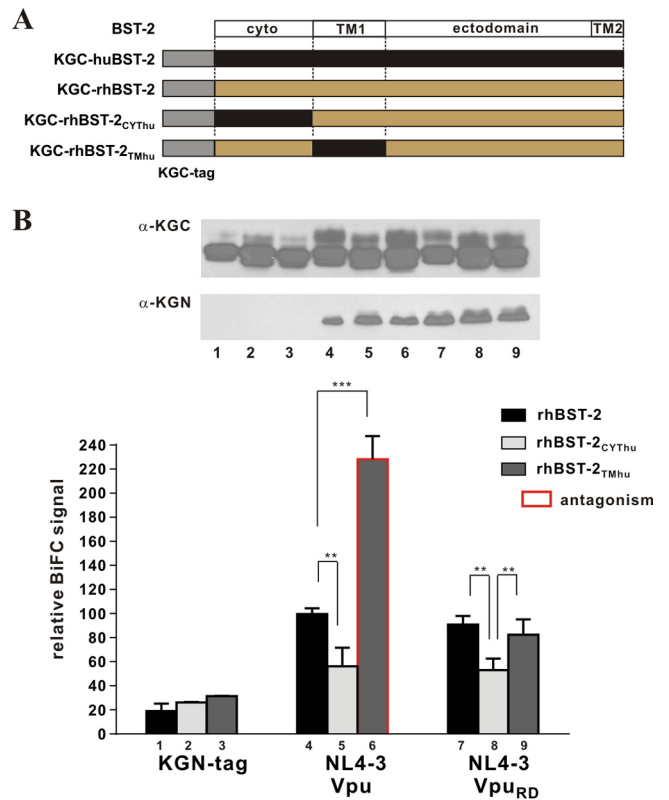 A
BST-2 cyto TM1 ectodomain TM2
KGC-huBST-2
KGC-rhBST-2
KGC-rhBST-2CYThu
KGC-rhBST-2TMhu
KGC-tag
B
α-KGC
α-KGN
1 2 3 4 5 6 7 8 9
rhBST-2
rhBST-2CYThu
rhBST-2TMhu
antagonism
relative BiFC signal
240
220
200
180
160
140
120
100
80
60
40
20
0
***
**
** **
1 2 3 4 5 6 7 8 9
KGN-tag NL4-3 NL4-3
Vpu VpuRD